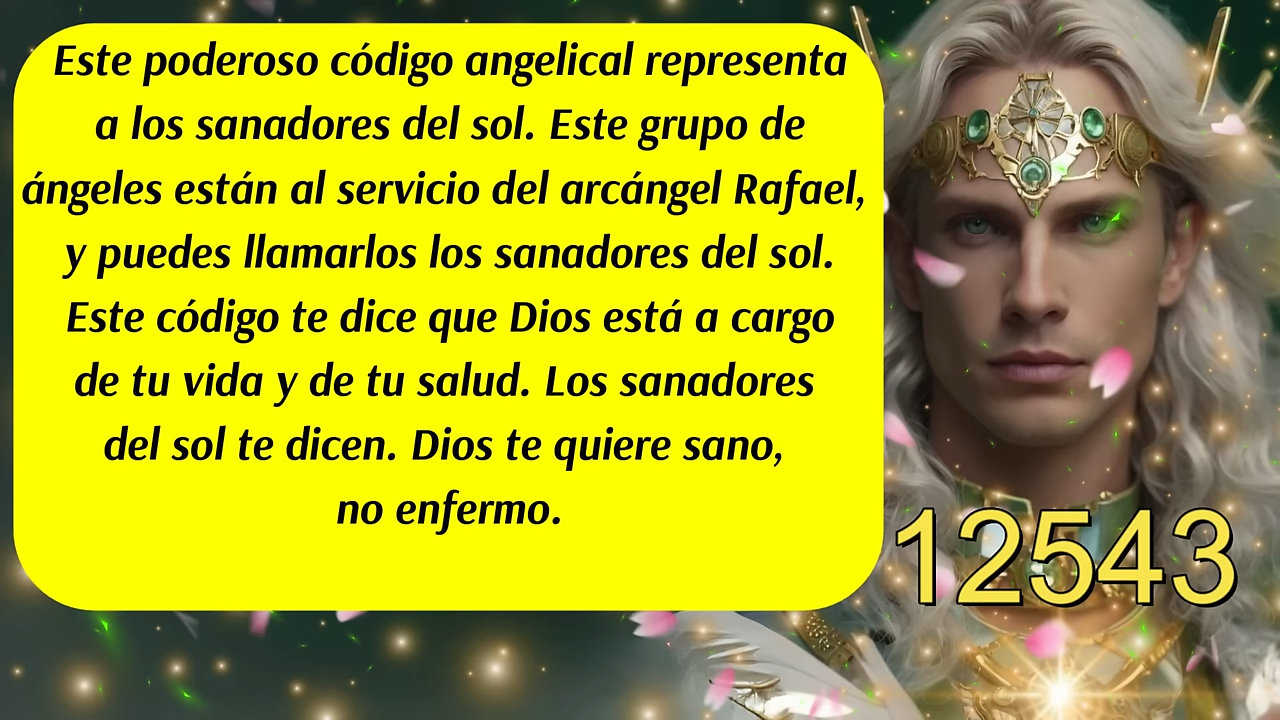 Este poderoso código angelical representa
a los sanadores del sol. Este grupo de
ángeles están al servicio del arcángel Rafael,
y puedes llamarlos los sanadores del sol.
Este código te dice que Dios está a cargo
de tu vida y de tu salud. Los sanadores
del sol te dicen. Dios te quiere sano,
no enfermo.
12543